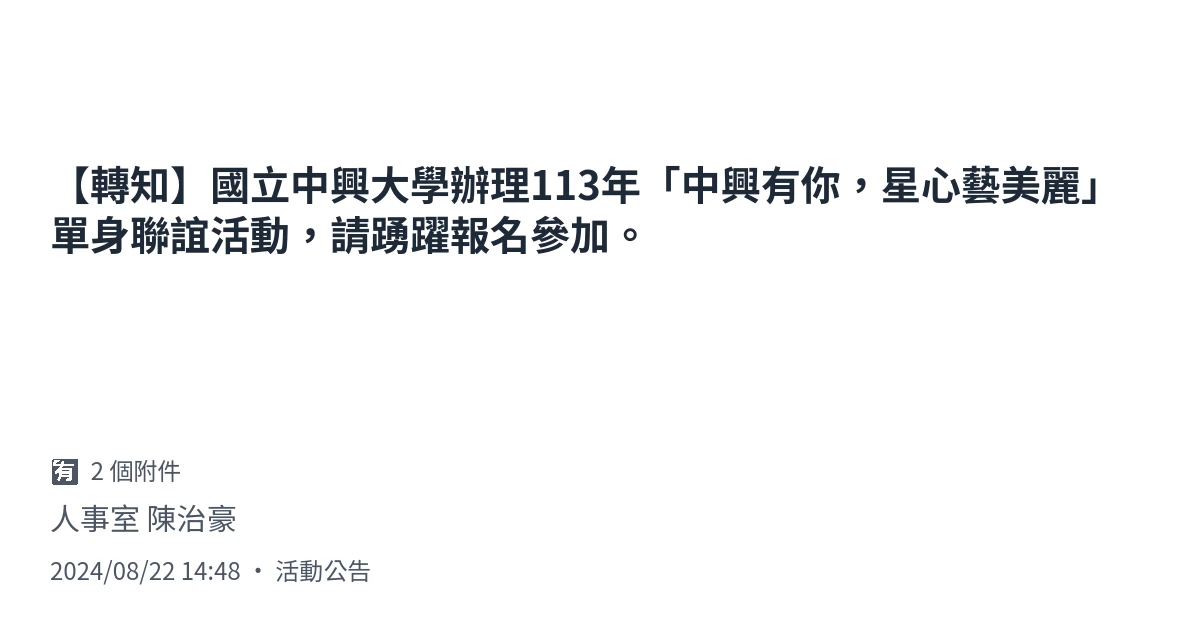 【轉知】國立中興大學辦理113年「中興有你，星心藝美麗」
單身聯誼活動，請踴躍報名參加。
有 2 個附件
人事室 陳治豪
2024/08/22 14:48 · 活動公告